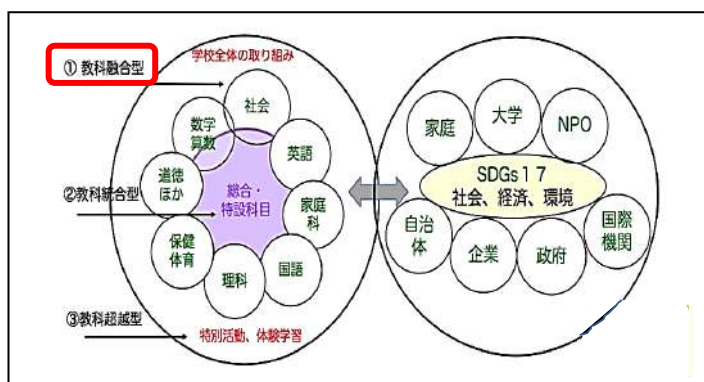 ① 教科融合型
学校全体の取り組み
社会
数学
算数
英語
道徳
ほか
②教科統合型
総合・
特設科目
家庭
科
保健
体育
理科
国語
③教科超越型
特別活動、体験学習
家庭
大学
NPO
SDGs17
社会、経済、環境
自治
体
企業
政府
国際
機関